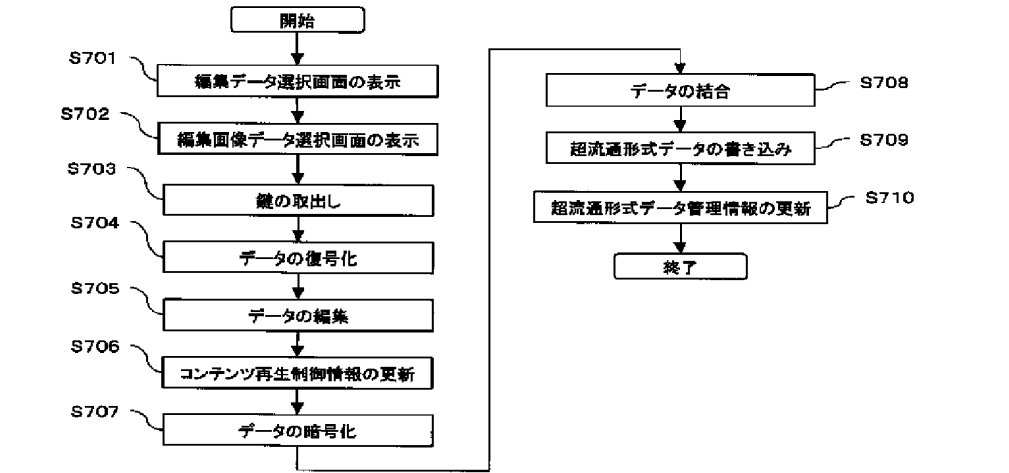 開始
S701
編集データ選択画面の表示
S702
編集画像データ選択画面の表示
S703
鍵の取出し
S704
データの復号化
S705
データの編集
S706
コンテンツ再生制御情報の更新
S707
データの暗号化
データの結合
S708
超流通形式データの書き込み
S709
超流通形式データ管理情報の更新
S710
終了